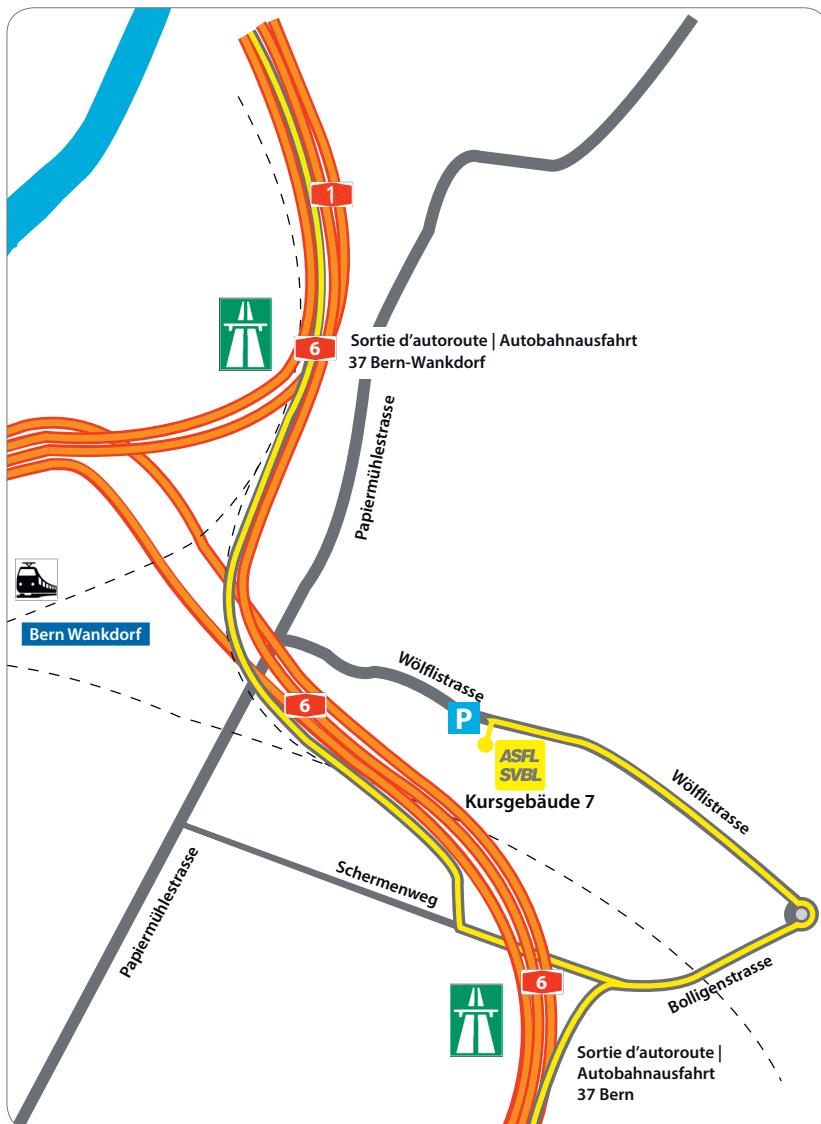 1
6
Sortie d’autoroute | Autobahnausfahrt
37 Bern-Wankdorf
Papiermühlestrasse
Bern Wankdorf
Wölflistrasse
6
P
ASFL
SVBL
Kursgebäude 7
Wölflistrasse
Schermenweg
Papiermühlestrasse
6
Bolligenstrasse
Sortie d’autoroute |
Autobahnausfahrt
37 Bern